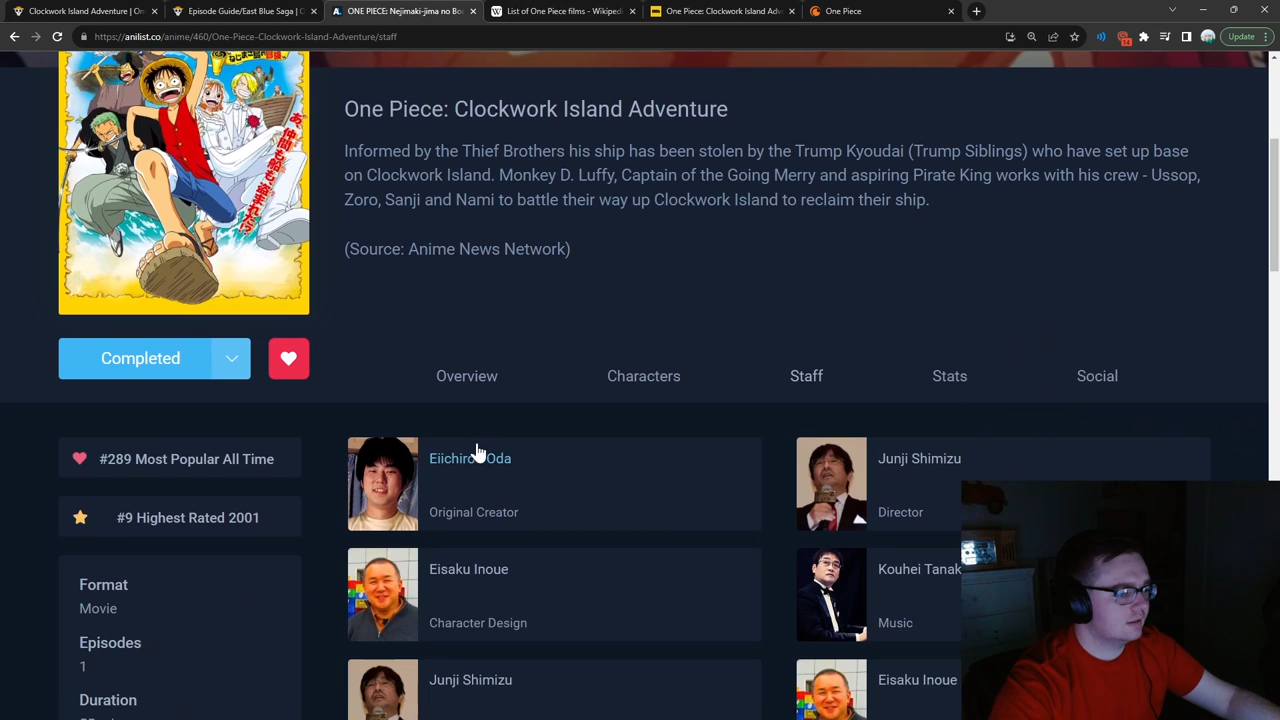 Clockwork Island Adventure | On
Episode Guide/East Blue Saga | G
ONE PIECE: Nejimaki-jima no Bou
List of One Piece films - Wikiped
One Piece: Clockwork Island Adv
One Piece
https://anilist.co/anime/460/One-Piece-Clockwork-Island-Adventure/staff
14
Update
One Piece: Clockwork Island Adventure
Informed by the Thief Brothers his ship has been stolen by the Trump Kyoudai (Trump Siblings) who have set up base
on Clockwork Island. Monkey D. Luffy, Captain of the Going Merry and aspiring Pirate King works with his crew - Ussop,
Zoro, Sanji and Nami to battle their way up Clockwork Island to reclaim their ship.
(Source: Anime News Network)
Completed
Overview
Characters
Staff
Stats
Social
#289 Most Popular All Time
#9 Highest Rated 2001
Format
Movie
Episodes
1
Duration
Eiichiro Oda
Original Creator
Junji Shimizu
Director
Eisaku Inoue
Character Design
Kouhei Tanak
Music
Junji Shimizu
Eisaku Inoue